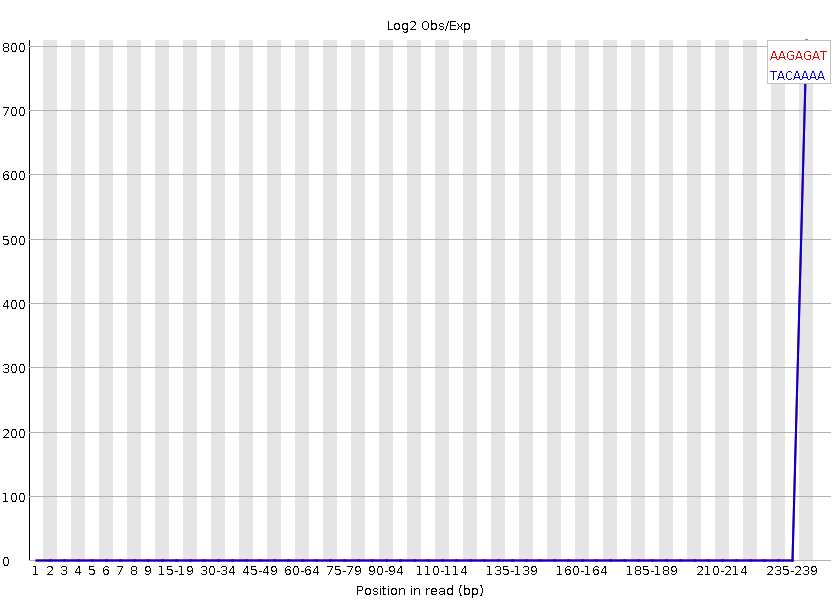 Log2 Obs/Exp
800
700
600
500
400
300
200
100
0
AAGAGAT
TACAAAA
1 2 3 4 5 6 7 8 9 15-19 30-34 45-49 60-64 75-79 90-94 110-114 135-139 160-164 185-189 210-214 235-239
Position in read (bp)